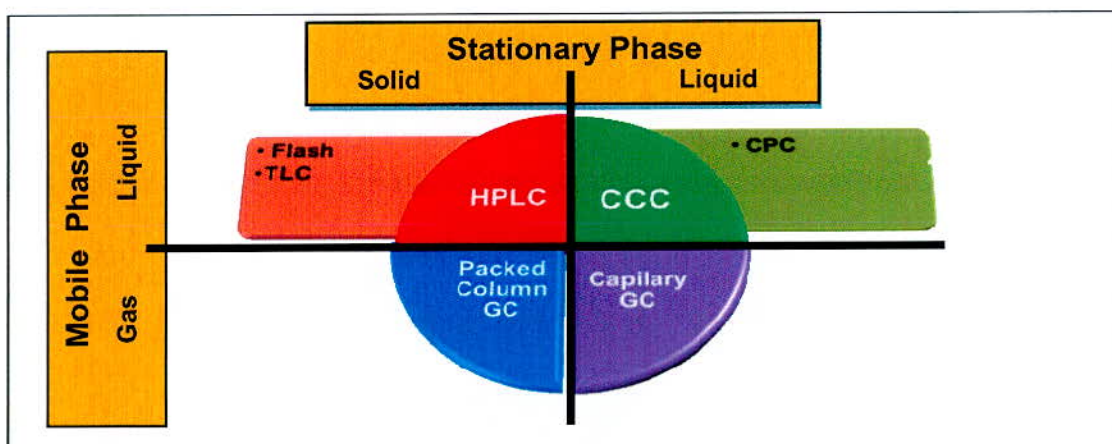 Stationary Phase
Solid
Liquid
Mobile Phase
Liquid
Gas
• Flash
•TLC
HPLC
CCC
• CPC
Packed
Column
GC
Capilary
GC